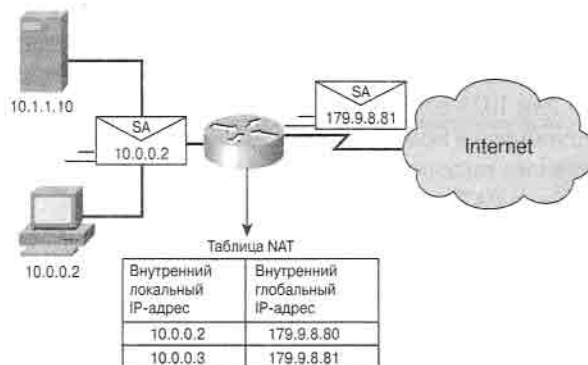 10.1.1.10
SA
10.0.0.2
SA
179.9.8.81
Internet
10.0.0.2
Таблица NAT
Внутренний локальный IP-адрес
Внутренний глобальный IP-адрес
10.0.0.2 179.9.8.80
10.0.0.3 179.9.8.81